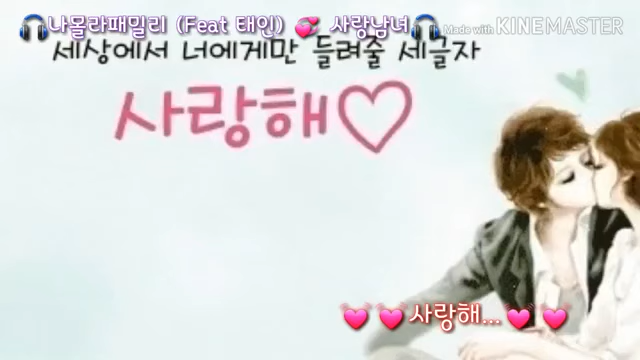 🎧나몰라패밀리 (Feat 태인) 💞 사랑남녀🎧
Made with KINEMASTER
세상에서 너에게만 들려줄 세글자
사랑해♡
💓💓사랑해...💓💓